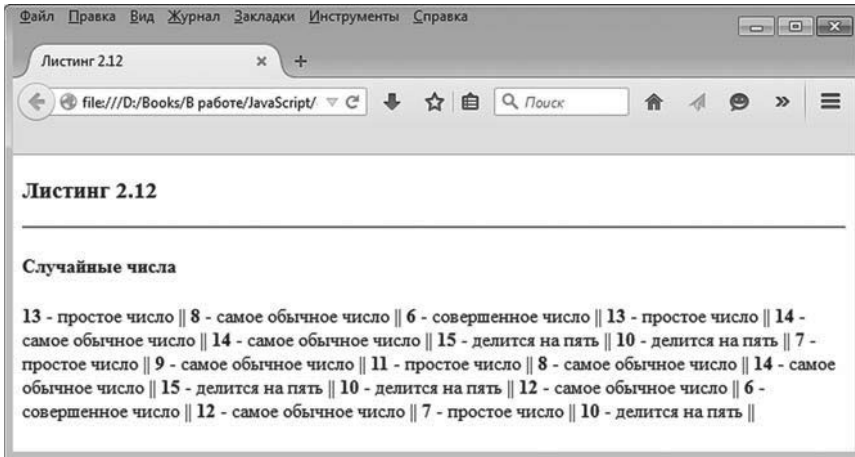 Файл Правка Вид Журнал Закладки Инструменты Справка
Листинг 2.12
file:///D:/Books/В работе/JavaScript/
Поиск
Листинг 2.12
Случайные числа
13 - простое число || 8 - самое обычное число || 6 - совершенное число || 13 - простое число || 14 -
самое обычное число || 14 - самое обычное число || 15 - делится на пять || 10 - делится на пять || 7 -
простое число || 9 - самое обычное число || 11 - простое число || 8 - самое обычное число || 14 - самое
обычное число || 15 - делится на пять || 10 - делится на пять || 12 - самое обычное число || 6 -
совершенное число || 12 - самое обычное число || 7 - простое число || 10 - делится на пять ||